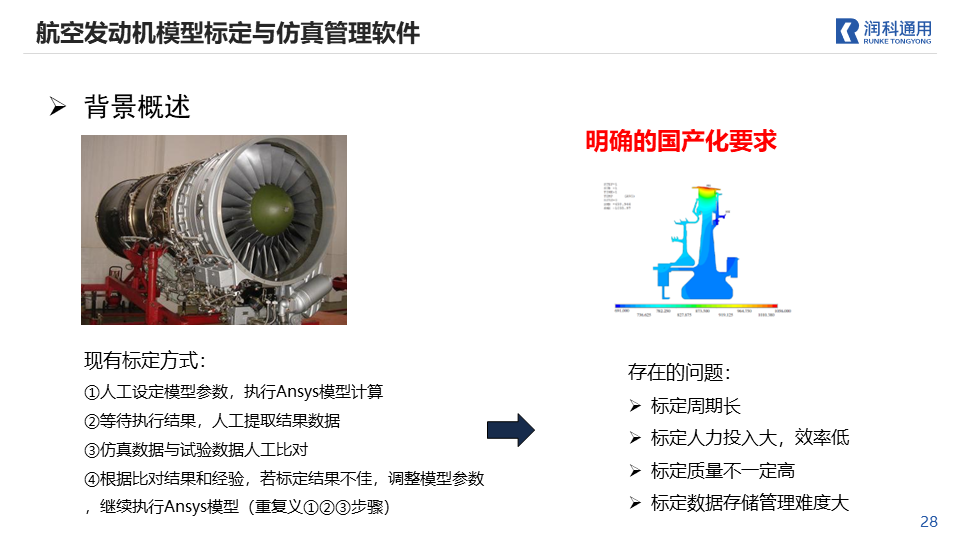 航空发动机模型标定与仿真管理软件
润科通用
RUNKE TONGYONG
➢ 背景概述
明确的国产化要求
现有标定方式：
①人工设定模型参数，执行Ansys模型计算
②等待执行结果，人工提取结果数据
③仿真数据与试验数据人工比对
④根据比对结果和经验，若标定结果不佳，调整模型参数
，继续执行Ansys模型（重复义①②③步骤）
存在的问题：
➢ 标定周期长
➢ 标定人力投入大，效率低
➢ 标定质量不一定高
➢ 标定数据存储管理难度大
28